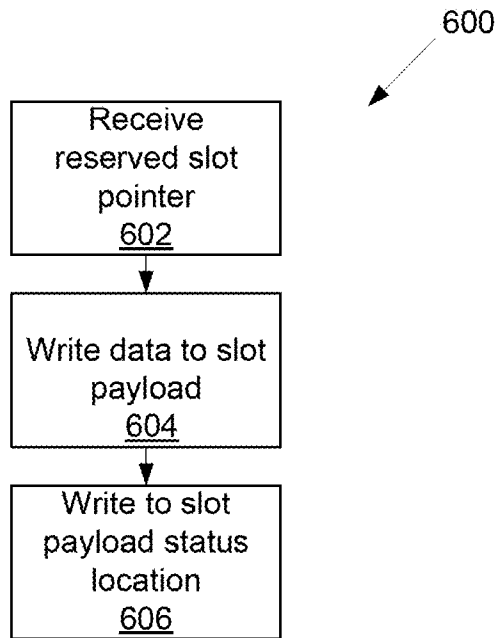 600
Receive
reserved slot
pointer
602
Write data to slot
payload
604
Write to slot
payload status
location
606